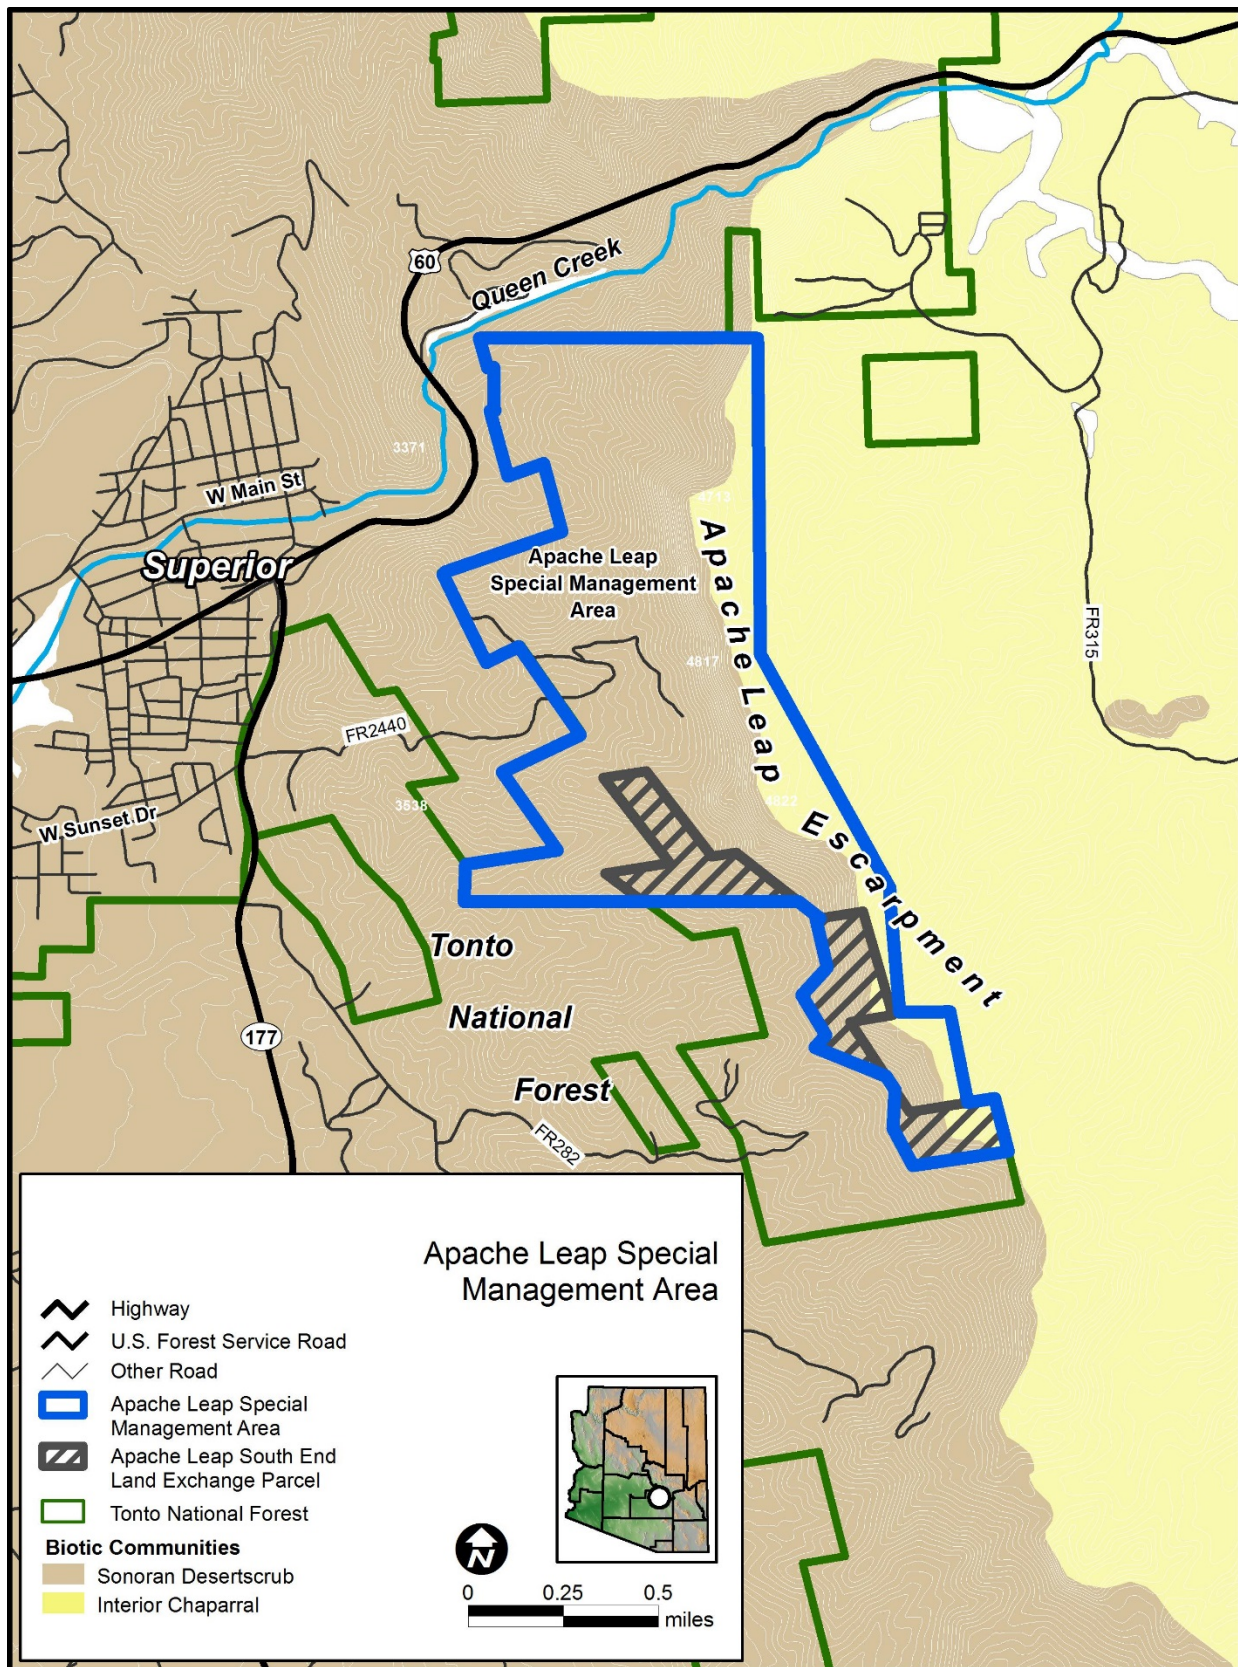 60
Queen Creek
3371
W Main St
4713
Superior
Apache Leap
Special Management
Area
Apache Leap
Escarpment
FR315
4817
FR2440
4822
3538
W Sunset Dr
Tonto
National
Forest
177
FR282
Apache Leap Special
Management Area
Highway
U.S. Forest Service Road
Other Road
Apache Leap Special
Management Area
Apache Leap South End
Land Exchange Parcel
Tonto National Forest
Biotic Communities
Sonoran Desertscrub
Interior Chaparral
N
0 0.25 0.5
miles